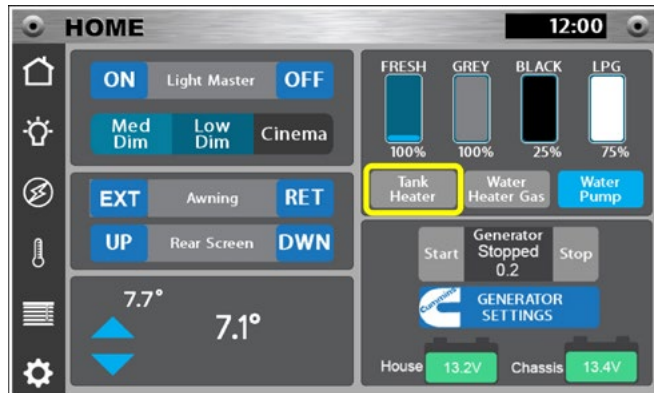 HOME
12:00
ON Light Master OFF
Med Dim
Low Dim
Cinema
EXT Awning RET
UP Rear Screen DWN
7.7°
7.1°
FRESH GREY BLACK LPG
100% 100% 25% 75%
Tank Heater
Water Heater Gas
Water Pump
Start
Generator
Stopped
0.2
Stop
Cummins
GENERATOR
SETTINGS
House 13.2V Chassis 13.4V